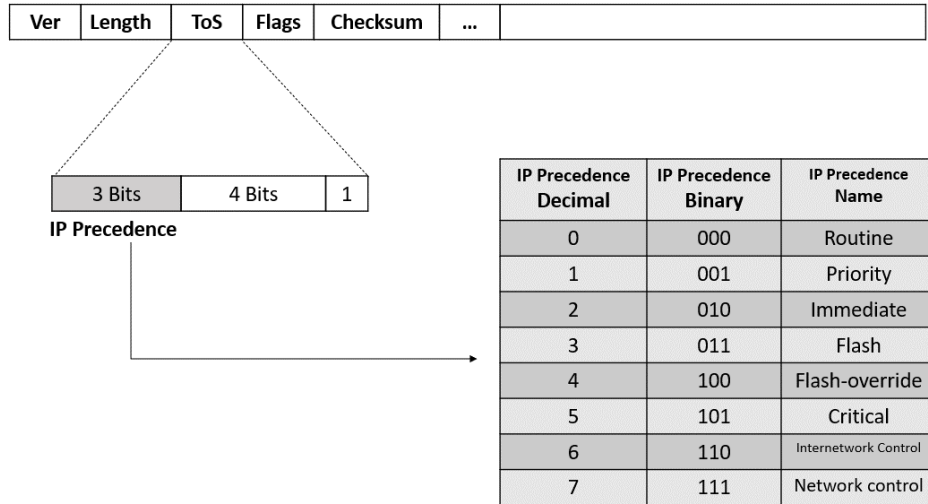 Ver Length ToS Flags Checksum ...
3 Bits 4 Bits 1
IP Precedence
IP Precedence Decimal IP Precedence Binary IP Precedence Name
0 000 Routine
1 001 Priority
2 010 Immediate
3 011 Flash
4 100 Flash-override
5 101 Critical
6 110 Internetwork Control
7 111 Network control